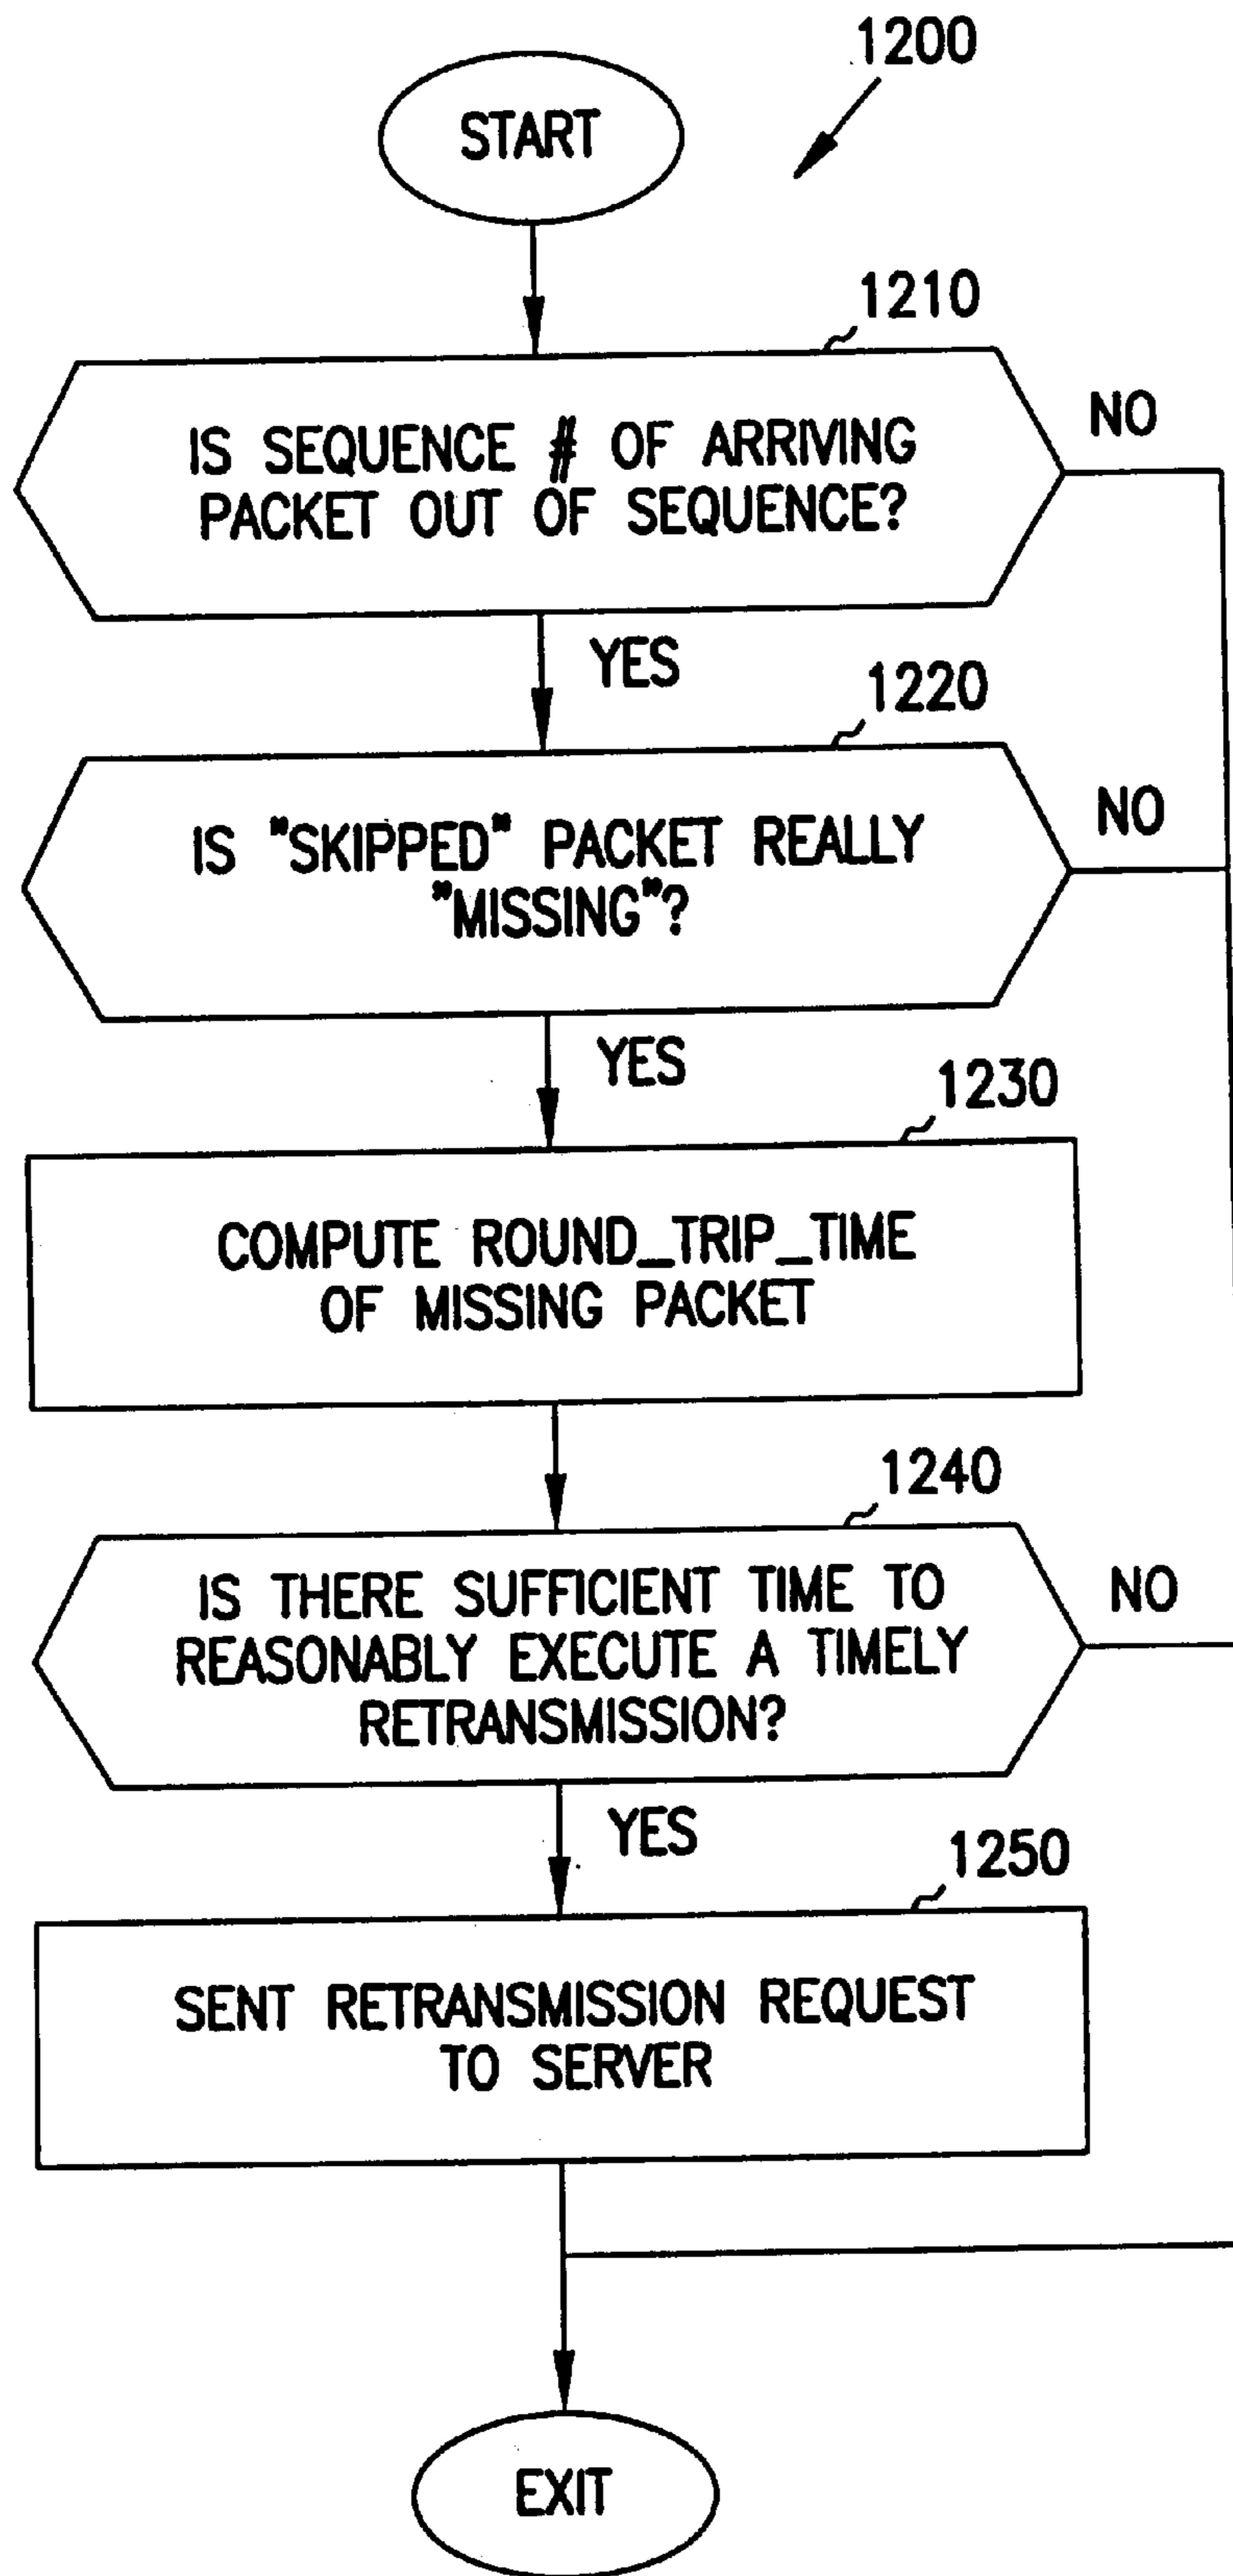 1200
START
1210
IS SEQUENCE # OF ARRIVING
PACKET OUT OF SEQUENCE?
NO
YES
1220
IS "SKIPPED" PACKET REALLY
"MISSING"?
NO
YES
1230
COMPUTE ROUND_TRIP_TIME
OF MISSING PACKET
1240
IS THERE SUFFICIENT TIME TO
REASONABLY EXECUTE A TIMELY
RETRANSMISSION?
NO
YES
1250
SENT RETRANSMISSION REQUEST
TO SERVER
EXIT